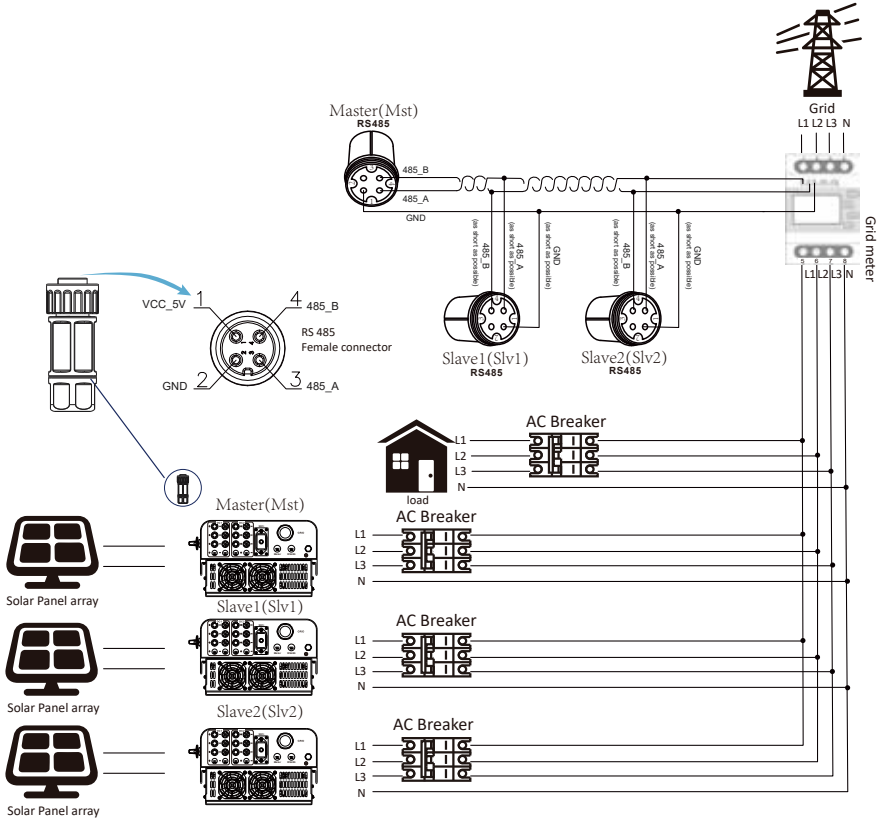 Grid
L1 L2 L3 N
Master(Mst)
RS485
485_B
485_A
GND
Grid meter
5 6 7 8
L1 L2 L3 N
485_B
(as short as possible)
485_A
(as short as possible)
GND
(as short as possible)
485_B
(as short as possible)
485_A
(as short as possible)
GND
(as short as possible)
Slave1(Slv1)
RS485
Slave2(Slv2)
RS485
VCC_5V
1
4
485_B
RS 485
Female connector
GND
2
3
485_A
AC Breaker
L1
L2
L3
N
load
Master(Mst)
AC Breaker
L1
L2
L3
N
Solar Panel array
Slave1(Slv1)
AC Breaker
L1
L2
L3
N
Solar Panel array
Slave2(Slv2)
AC Breaker
L1
L2
L3
N
Solar Panel array